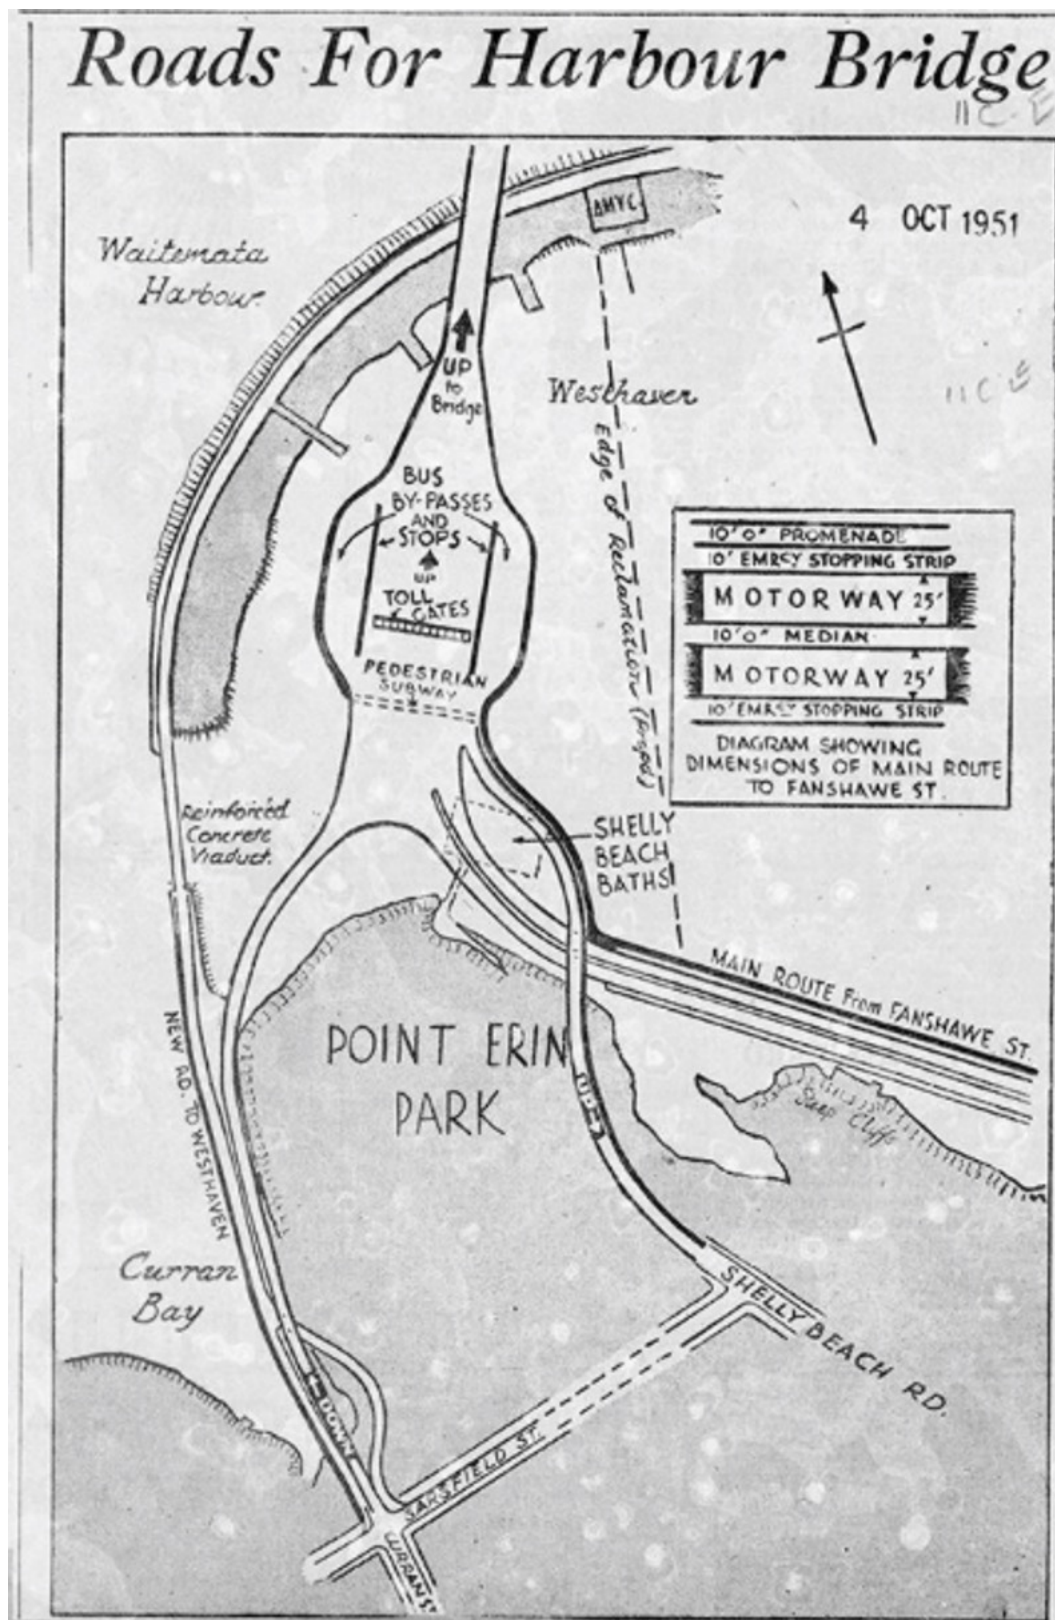 Roads For Harbour Bridge
11 C.E
A.M.Y.C.
4 OCT 1951
Waitemata
Harbour.
11 C E
UP
to
Bridge
Westhaven
Edge of Reclamation (Propd)
BUS
BY-PASSES
AND
STOPS
UP
TOLL
GATES
PEDESTRIAN
SUBWAY
10'0" PROMENADE
10' EMRGY STOPPING STRIP
MOTORWAY 25'
10'0" MEDIAN
MOTORWAY 25'
10' EMRGY STOPPING STRIP
DIAGRAM SHOWING
DIMENSIONS OF MAIN ROUTE
TO FANSHAWE ST.
Reinforced
Concrete
Viaduct.
SHELLY
BEACH
BATHS
MAIN ROUTE From FANSHAWE ST.
NEW RD. TO WESTHAVEN
POINT ERIN
PARK
Steep Cliffs
Curran
Bay
SHELLY BEACH RD.
DOWN
SARSFIELD ST.
CURRAN ST